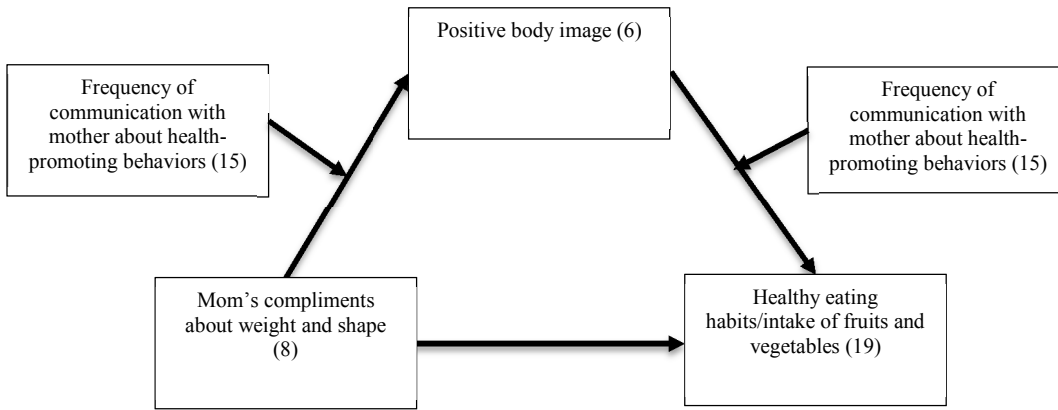 Positive body image (6)
Frequency of
communication with
mother about health-
promoting behaviors (15)
Frequency of
communication with
mother about health-
promoting behaviors (15)
Mom’s compliments
about weight and shape
(8)
Healthy eating
habits/intake of fruits and
vegetables (19)